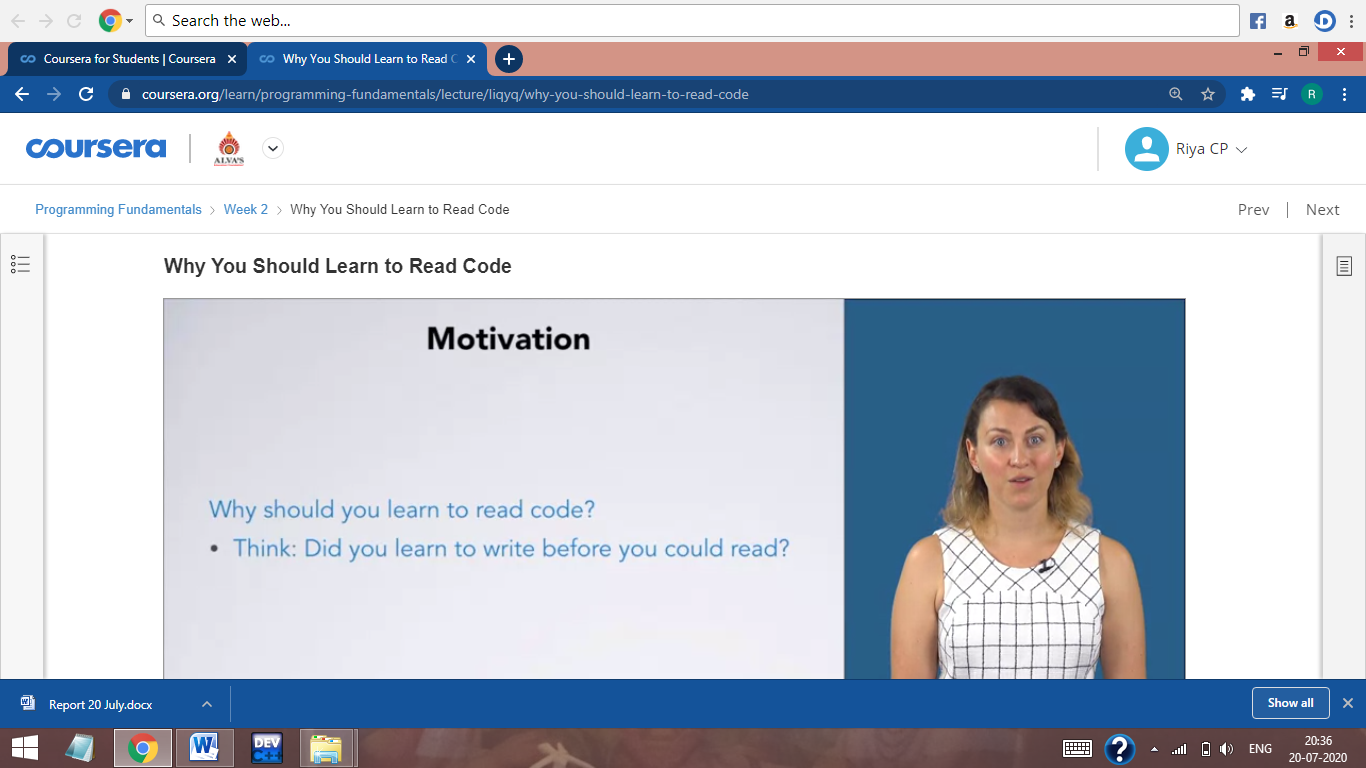 Search the web...
Coursera for Students | Coursera
Why You Should Learn to Read C
coursera.org/learn/programming-fundamentals/lecture/liqyq/why-you-should-learn-to-read-code
R
coursera
ALVA'S
Riya CP
Programming Fundamentals > Week 2 > Why You Should Learn to Read Code
Prev | Next
Why You Should Learn to Read Code
Motivation
Why should you learn to read code?
• Think: Did you learn to write before you could read?
Report 20 July.docx
Show all
DEV
C++
ENG
20:36
20-07-2020